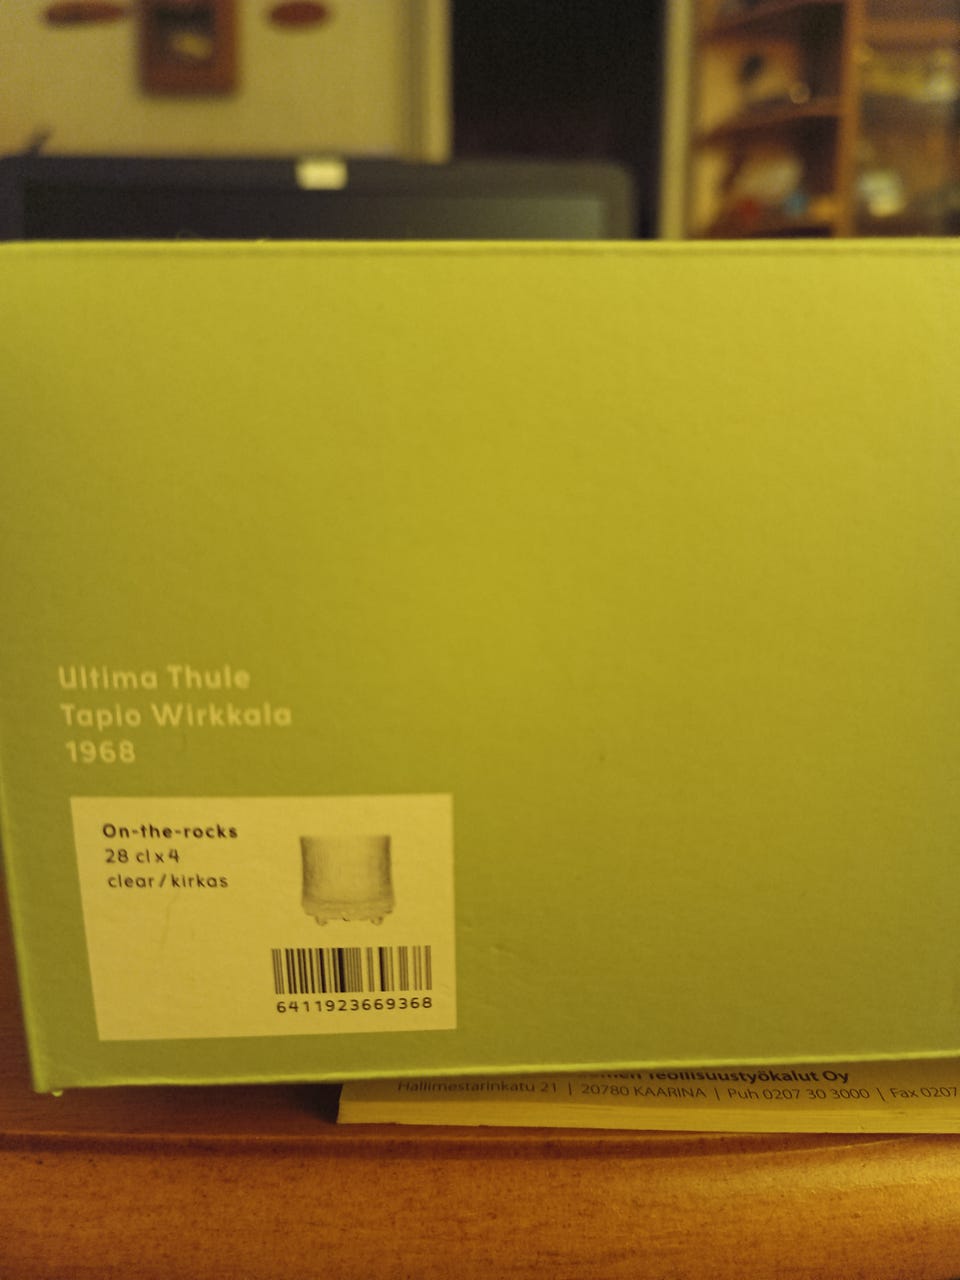 Ultima Thule
Tapio Wirkkala
1968
On-the-rocks
28 cl x 4
clear / kirkas
6411923669368
Teollisuustyökalut Oy
Hallimestarinkatu 21 | 20780 KAARINA | Puh 0207 30 3000 | Fax 0207